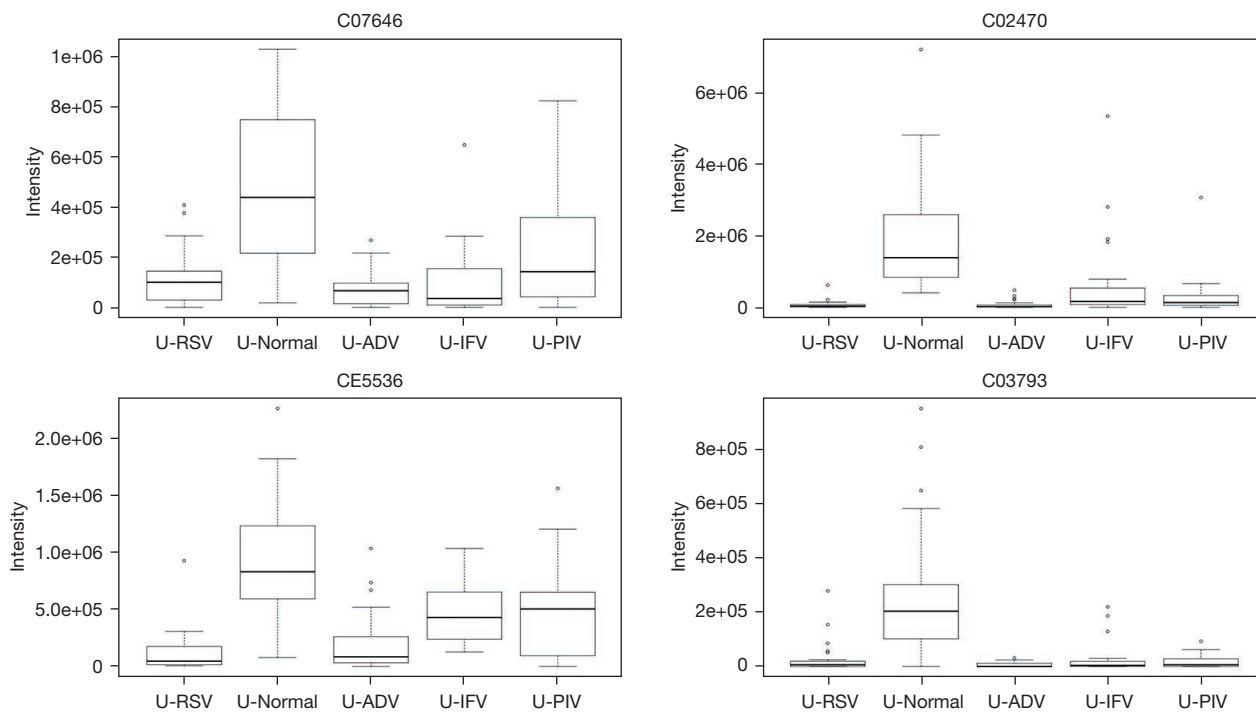 C07646
Intensity
1e+06
8e+05
6e+05
4e+05
2e+05
0
U-RSV U-Normal U-ADV U-IFV U-PIV
C02470
Intensity
6e+06
4e+06
2e+06
0
U-RSV U-Normal U-ADV U-IFV U-PIV
CE5536
Intensity
2.0e+06
1.5e+06
1.0e+06
5.0e+05
0
U-RSV U-Normal U-ADV U-IFV U-PIV
C03793
Intensity
8e+05
6e+05
4e+05
2e+05
0
U-RSV U-Normal U-ADV U-IFV U-PIV